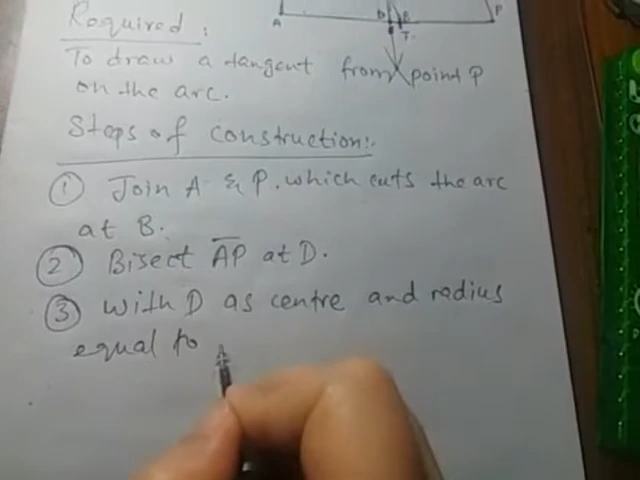 A D B P
T.
Required :
To draw a tangent from point P
on the arc.
Steps of construction:.
① Join A & P. which cuts the arc
at B.
② Bisect A̅P̅ at D.
③ with D as centre and radius
equal to